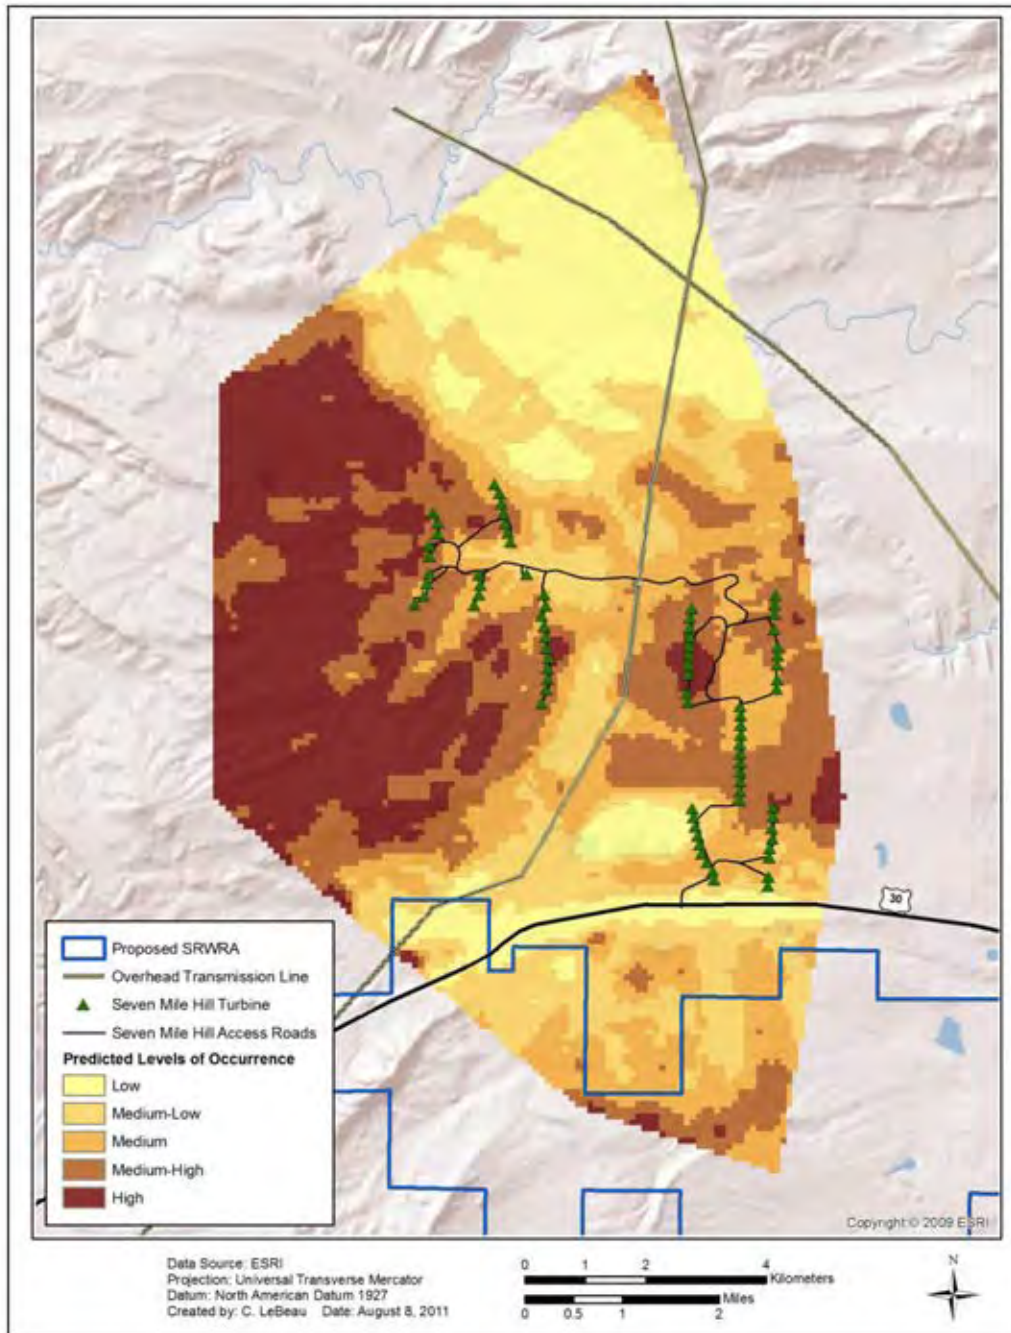 30
Proposed SRWRA
Overhead Transmission Line
Seven Mile Hill Turbine
Seven Mile Hill Access Roads
Predicted Levels of Occurrence
Low
Medium-Low
Medium
Medium-High
High
Copyright:© 2009 ESRI
Data Source: ESRI
Projection: Universal Transverse Mercator
Datum: North American Datum 1927
Created by: C. LeBeau Date: August 8, 2011
0 1 2 4
Kilometers
Miles
0 0.5 1 2
N